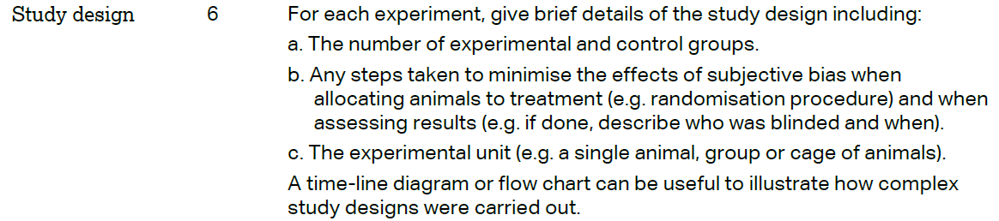 Study design 6 For each experiment, give brief details of the study design including:
a. The number of experimental and control groups.
b. Any steps taken to minimise the effects of subjective bias when
allocating animals to treatment (e.g. randomisation procedure) and when
assessing results (e.g. if done, describe who was blinded and when).
c. The experimental unit (e.g. a single animal, group or cage of animals).
A time-line diagram or flow chart can be useful to illustrate how complex
study designs were carried out.